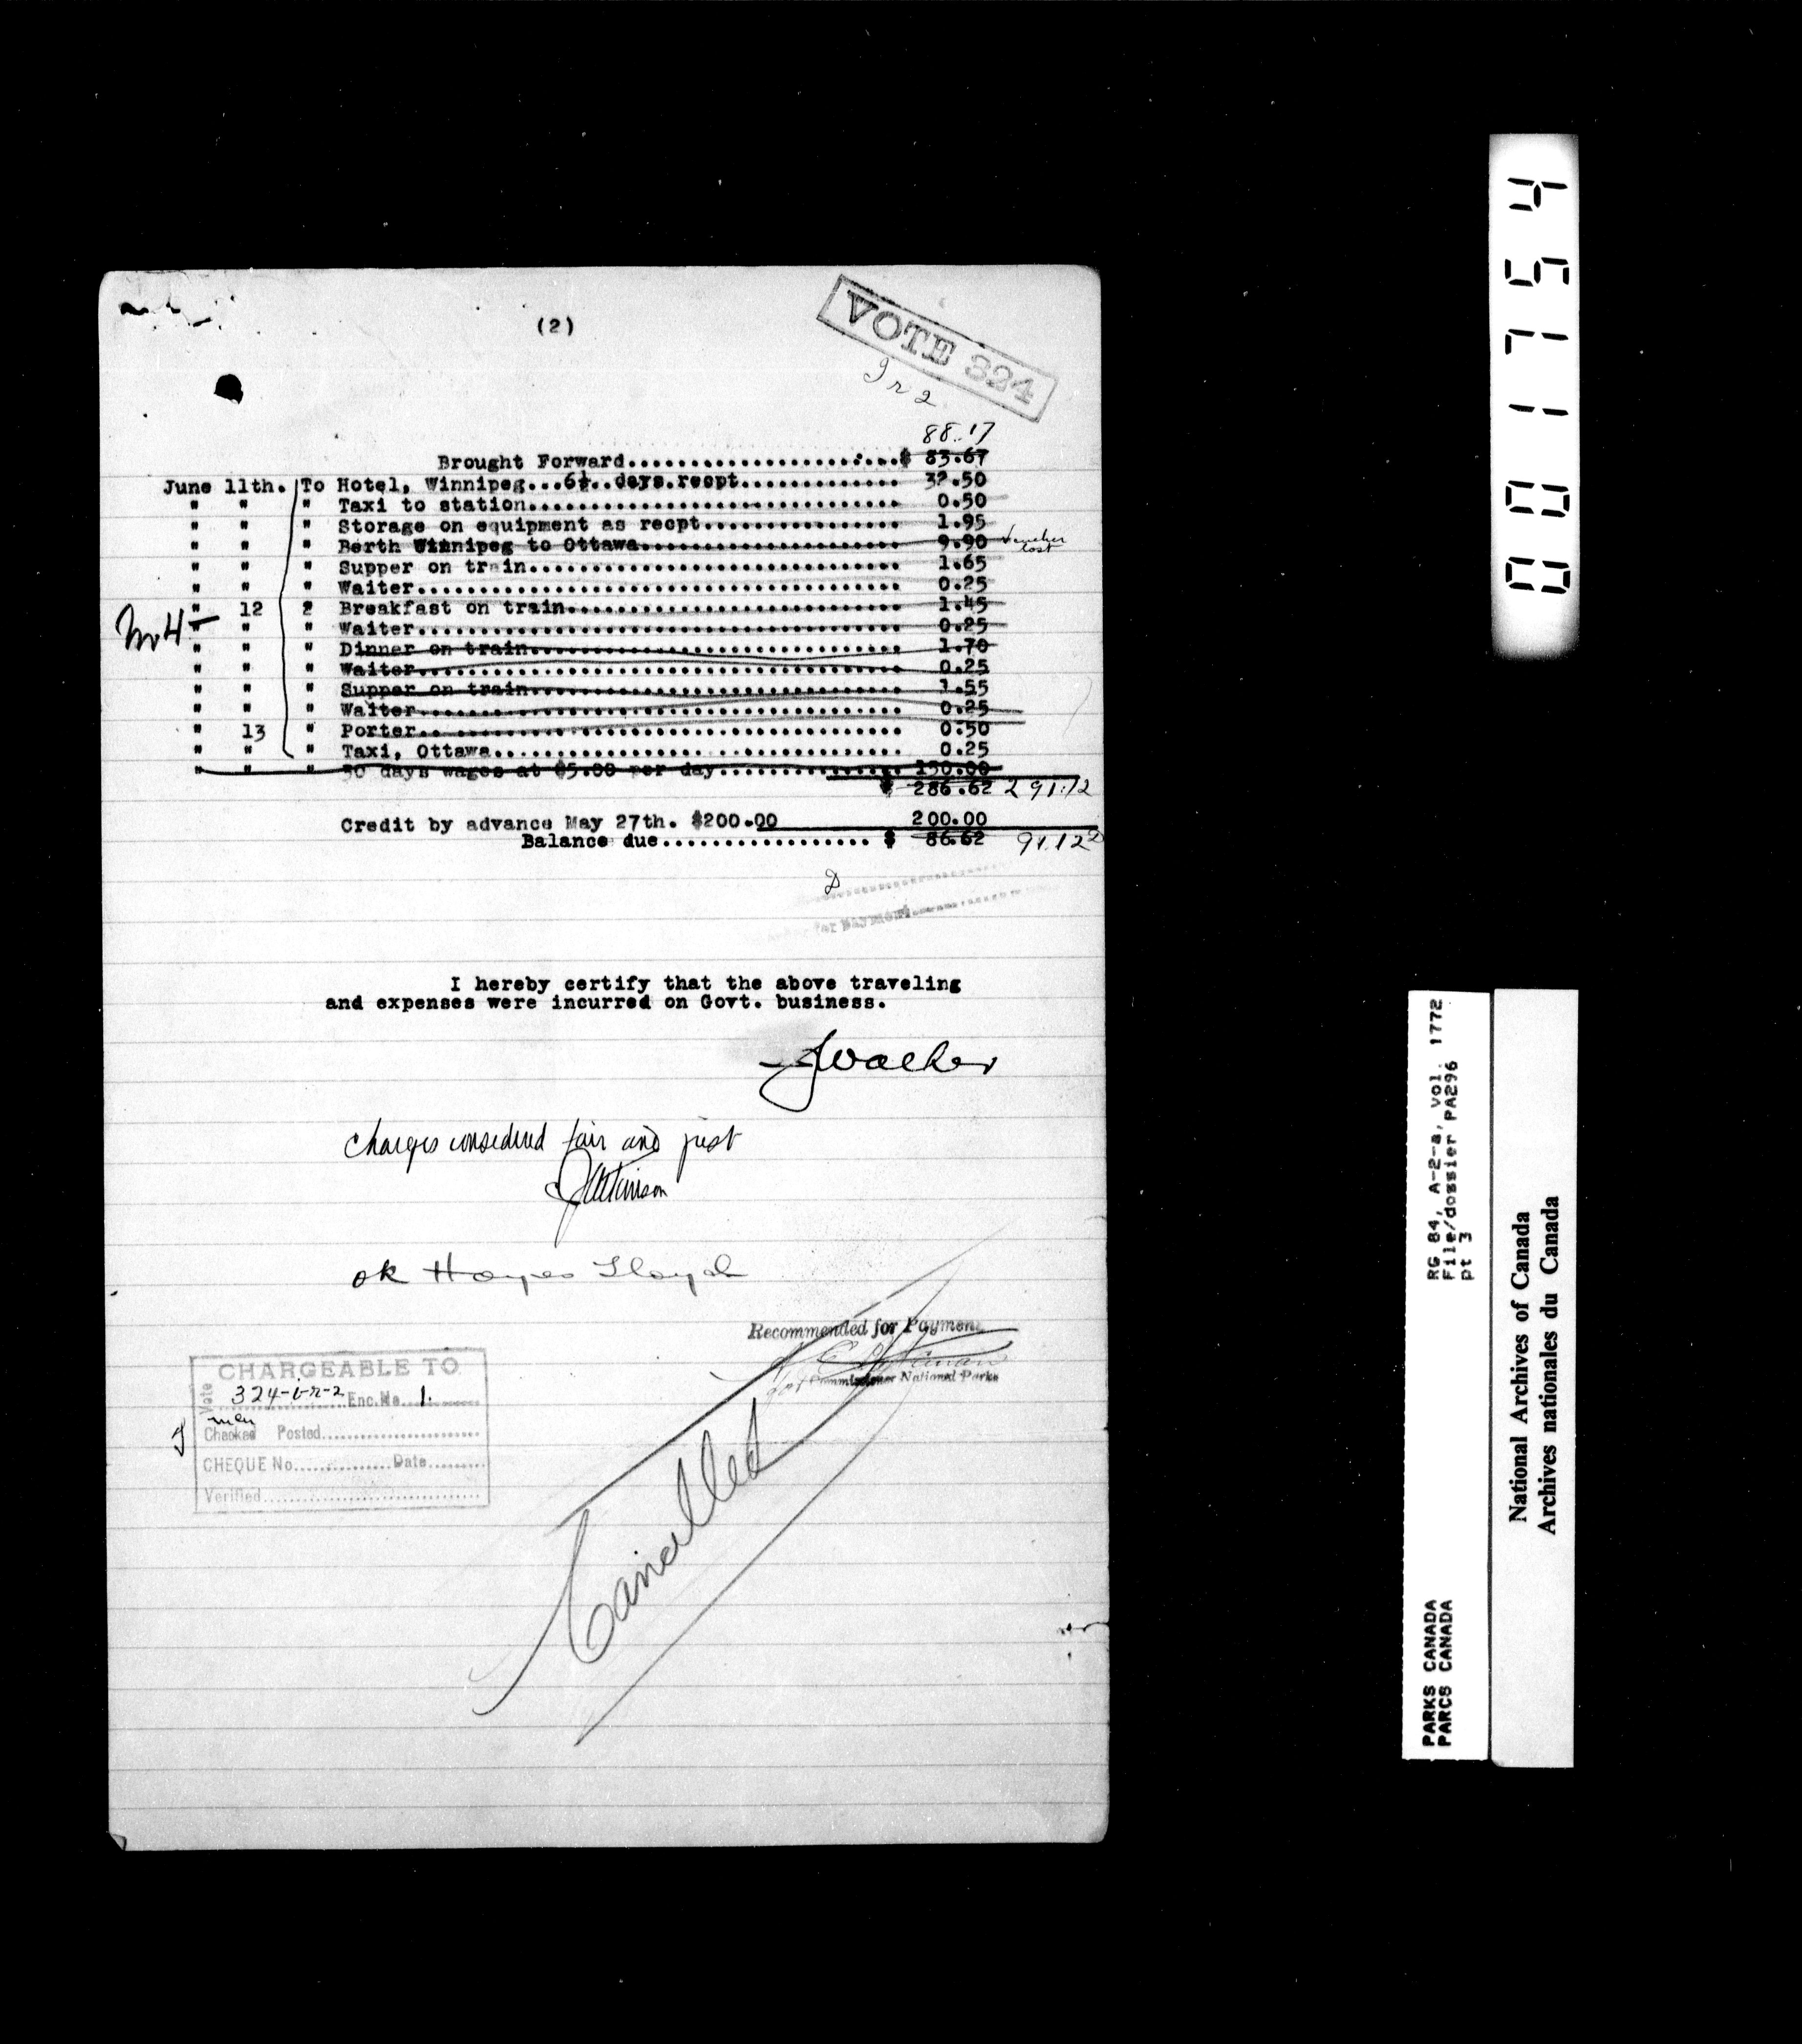 (2)
VOTE 324
I r 2
88.17
Brought Forward.......................$ 83.67
June 11th. To Hotel, Winnipeg...6½..days.recpt............. 32.50
" " " Taxi to station............................... 0.50
" " " Storage on equipment as recpt................ 1.95
" " " Berth Winnipeg to Ottawa..................... 9.90 Voucher lost
" " " Supper on train.............................. 1.65
" " " Waiter....................................... 0.25
" 12 " Breakfast on train........................... 1.45
" " " Waiter....................................... 0.25
" " " Dinner on train.............................. 1.70
" " " Waiter....................................... 0.25
" " " Supper on train.............................. 1.55
" " " Waiter....................................... 0.25
" 13 " Porter....................................... 0.50
" " " Taxi, Ottawa................................. 0.25
" " " 30 days wages at $5.00 per day............... 150.00
$ 286.62 291.12
Credit by advance May 27th. $200.00 200.00
Balance due................. $ 86.62 91.12
for PAYMENT
I hereby certify that the above traveling
and expenses were incurred on Govt. business.
J Walker
Charges considered fair and just
J Atkinson
ok Hoyes Lloyd
Recommended for Payment
Commissioner National Parks
CHARGEABLE TO
Vote 324-i-r-2 Enc. No. 1.
Checked Posted
CHEQUE No. Date
Verified
Cancelled
001754
RG 84, A-2-a, vol. 1772
File/dossier PA296
pt 3
PARKS CANADA
PARCS CANADA
National Archives of Canada
Archives nationales du Canada